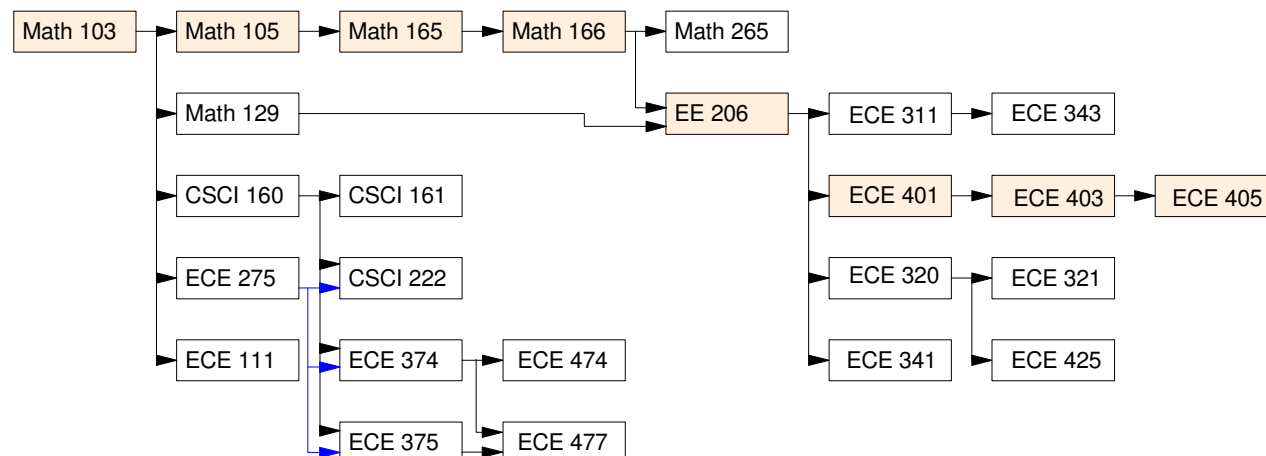 Math 103
Math 105
Math 165
Math 166
Math 265
Math 129
EE 206
ECE 311
ECE 343
CSCI 160
CSCI 161
ECE 401
ECE 403
ECE 405
ECE 275
CSCI 222
ECE 320
ECE 321
ECE 111
ECE 374
ECE 474
ECE 341
ECE 425
ECE 375
ECE 477